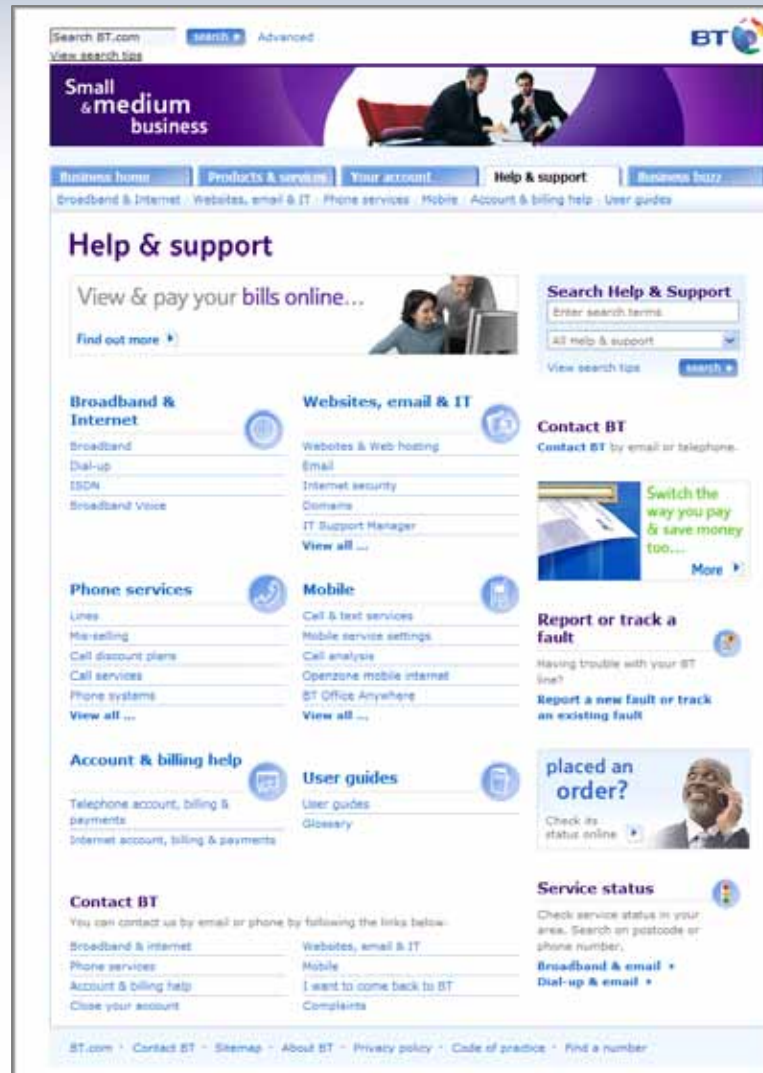 Search BT.com search Advanced
View search tips
BT
Small
& medium
business
Business home Products & services Your account Help & support Business buzz
Broadband & Internet Websites, email & IT Phone services Mobile Account & billing help User guides
Help & support
View & pay your bills online...
Find out more
Search Help & Support
Enter search terms
All Help & support
View search tips search
Broadband &
Internet
Broadband
Dial-up
ISDN
Broadband Voice
Websites, email & IT
Websites & Web hosting
Email
Internet security
Domains
IT Support Manager
View all ...
Contact BT
Contact BT by email or telephone.
Switch the
way you pay
& save money
too...
More
Phone services
Lines
Mis-selling
Call discount plans
Call services
Phone systems
View all ...
Mobile
Call & text services
Mobile service settings
Call analysis
Openzone mobile internet
BT Office Anywhere
View all ...
Report or track a
fault
Having trouble with your BT
line?
Report a new fault or track
an existing fault
Account & billing help
Telephone account, billing &
payments
Internet account, billing & payments
User guides
User guides
Glossary
placed an
order?
Check its
status online
Contact BT
You can contact us by email or phone by following the links below-
Broadband & internet
Phone services
Account & billing help
Close your account
Websites, email & IT
Mobile
I want to come back to BT
Complaints
Service status
Check service status in your
area. Search on postcode or
phone number.
Broadband & email
Dial-up & email
BT.com - Contact BT - Sitemap - About BT - Privacy policy - Code of practice - Find a number